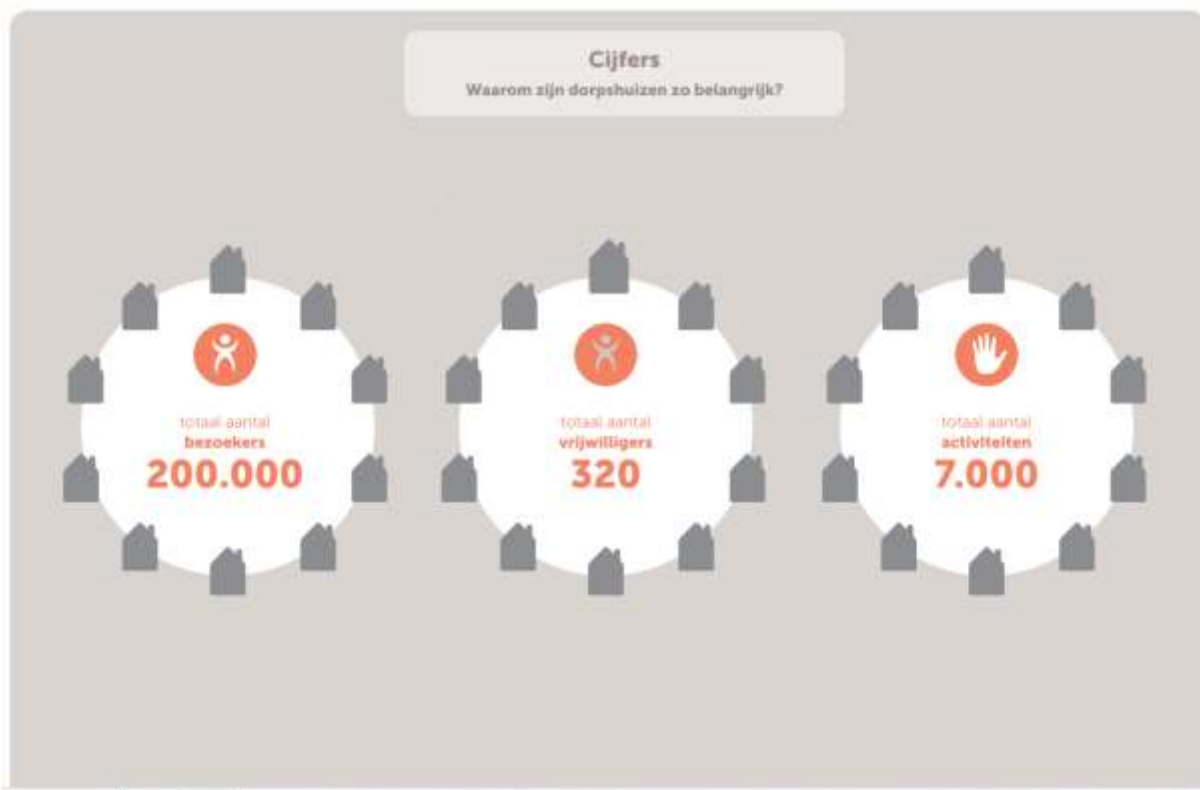 Cijfers
Waarom zijn dorpshuizen zo belangrijk?
totaal aantal
bezoekers
200.000
totaal aantal
vrijwilligers
320
totaal aantal
activiteiten
7.000